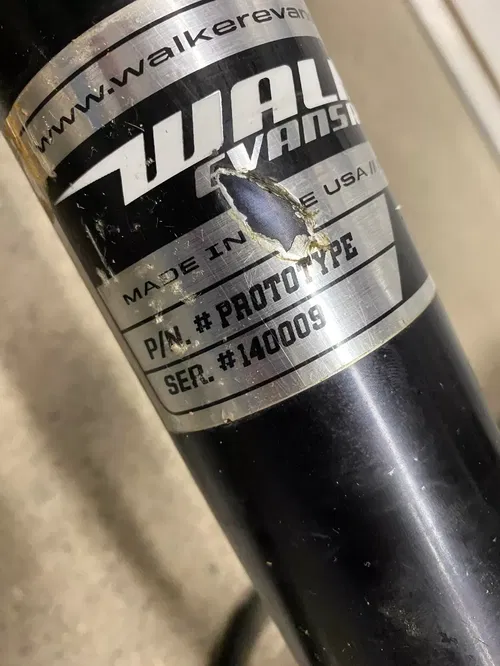 www.walkerevan
WAL
EVANS
MADE IN E USA
P/N. # PROTOTYPE
SER. #140009